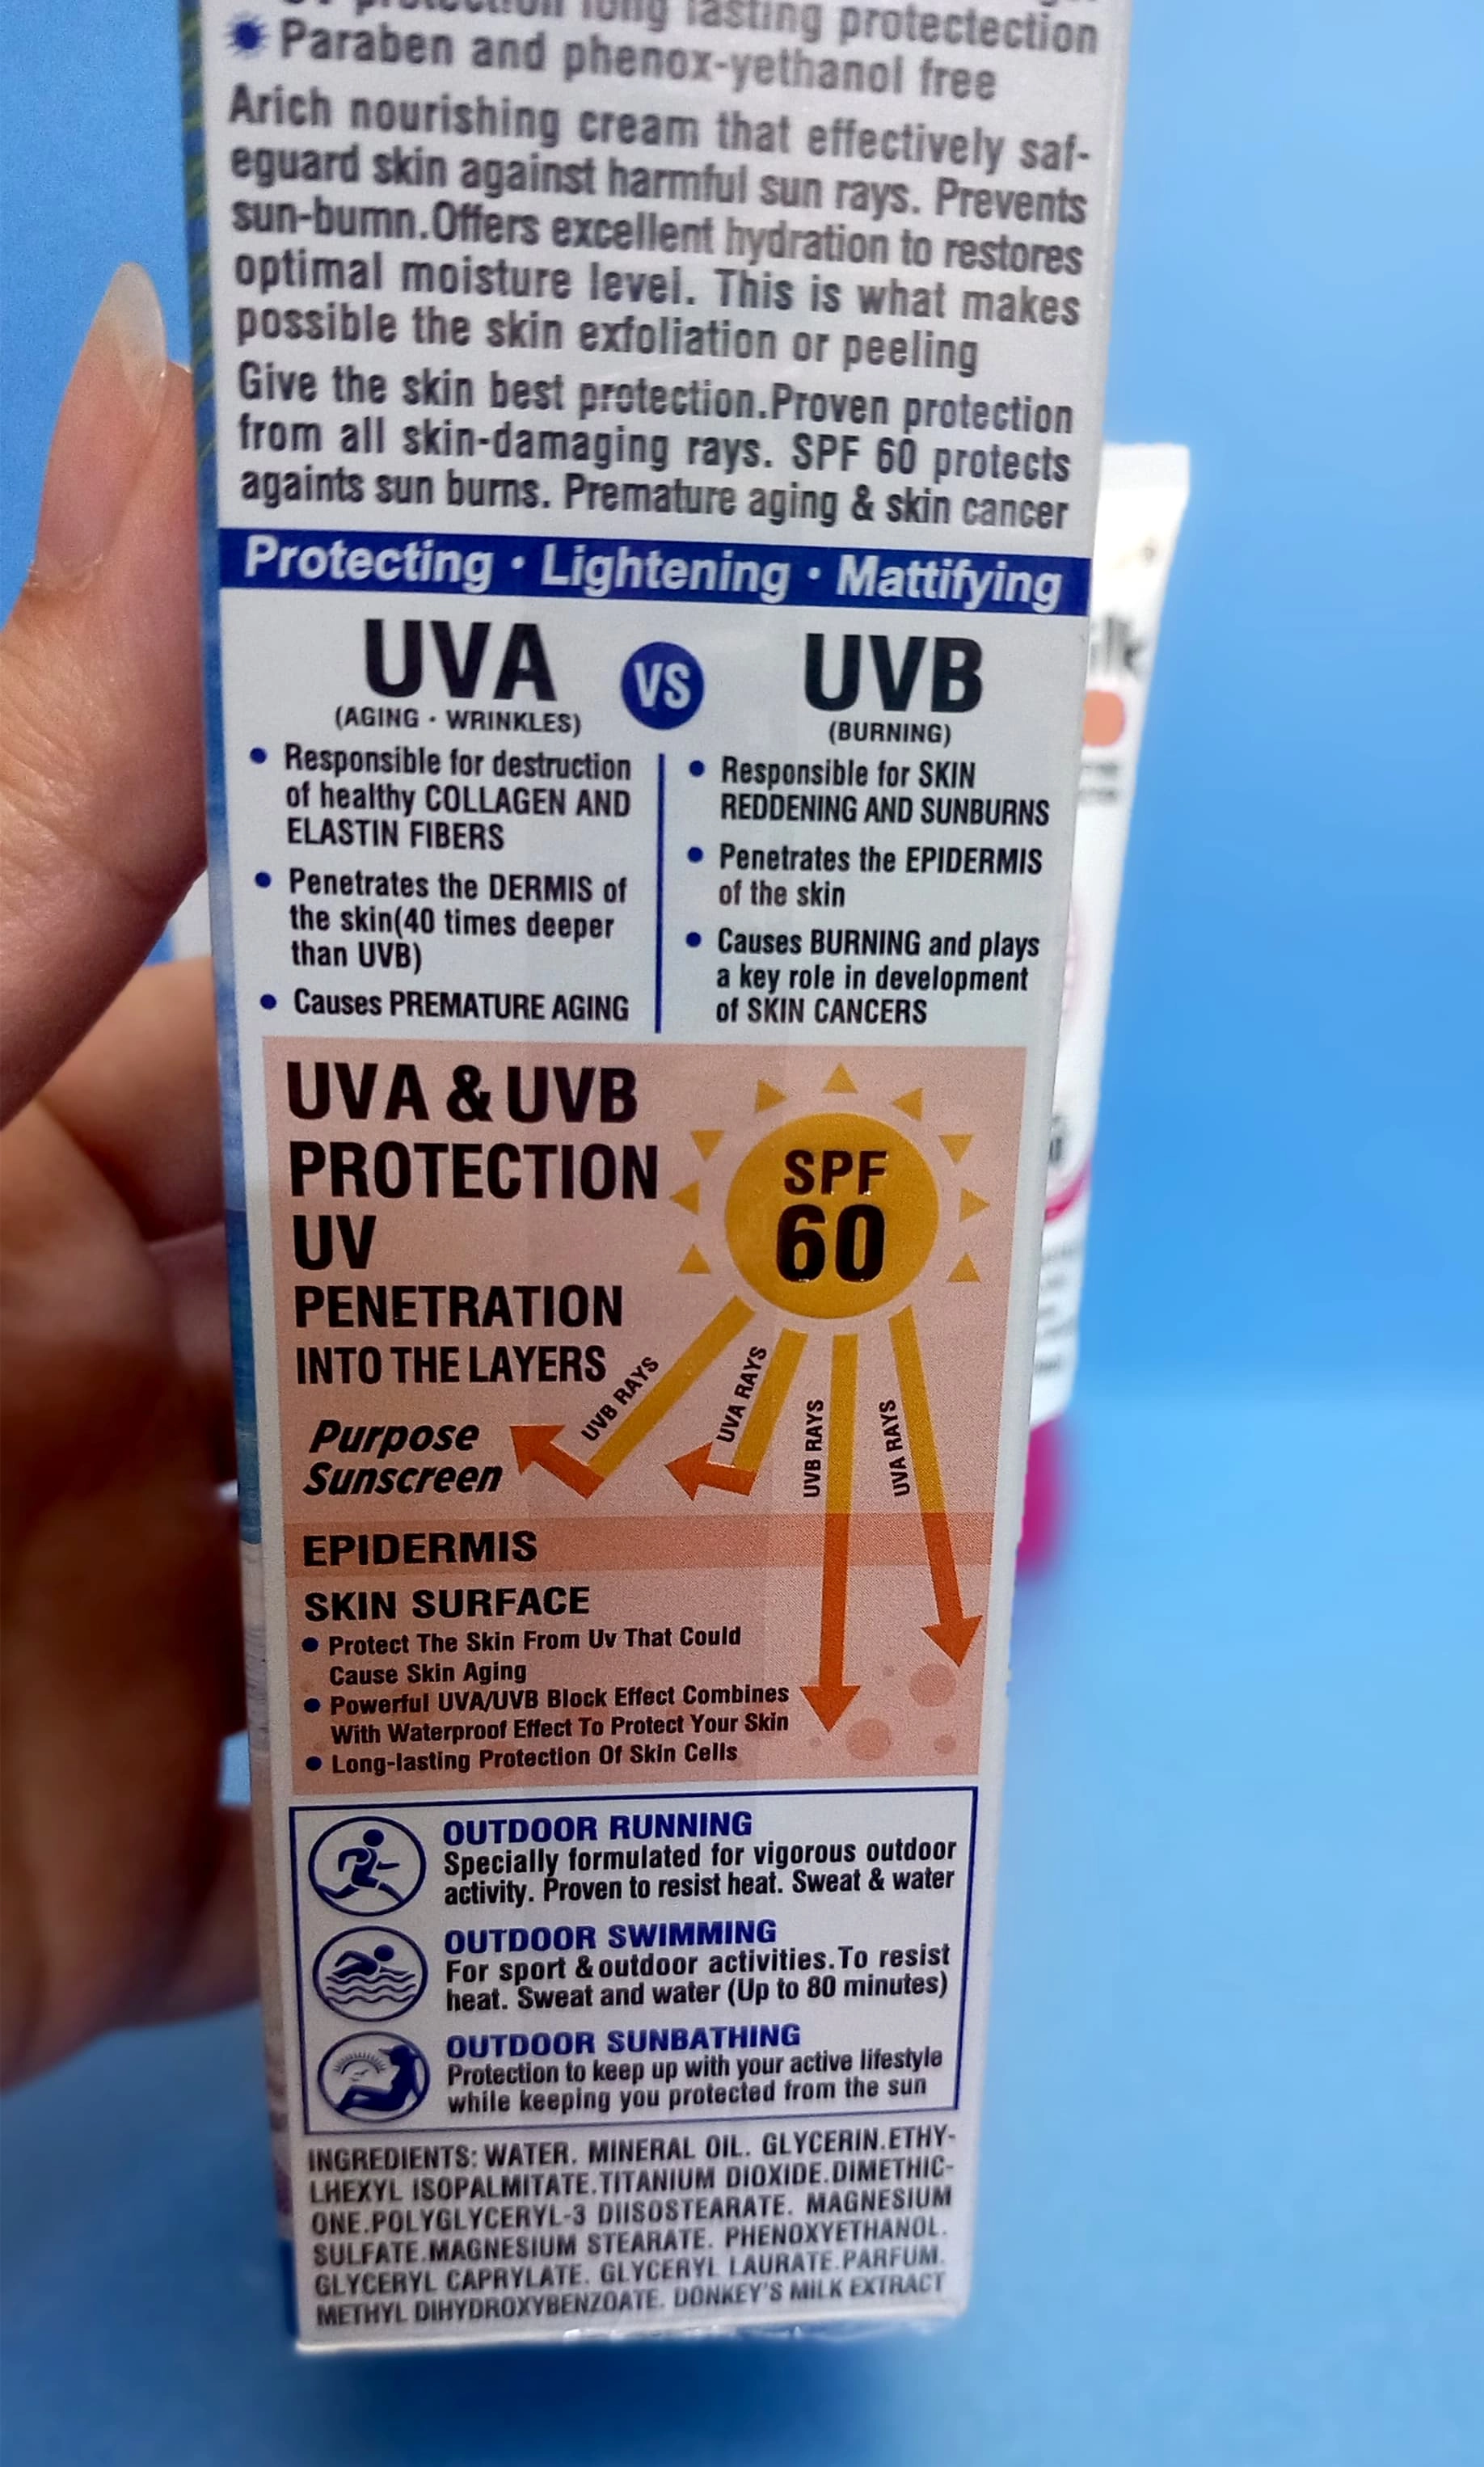 protection long lasting protectection
Paraben and phenox-yethanol free
Arich nourishing cream that effectively saf-
eguard skin against harmful sun rays. Prevents
sun-bumn.Offers excellent hydration to restores
optimal moisture level. This is what makes
possible the skin exfoliation or peeling
Give the skin best protection.Proven protection
from all skin-damaging rays. SPF 60 protects
againts sun burns. Premature aging & skin cancer
Protecting · Lightening · Mattifying
UVA VS UVB
(AGING · WRINKLES)
• Responsible for destruction
of healthy COLLAGEN AND
ELASTIN FIBERS
• Penetrates the DERMIS of
the skin(40 times deeper
than UVB)
• Causes PREMATURE AGING
(BURNING)
• Responsible for SKIN
REDDENING AND SUNBURNS
• Penetrates the EPIDERMIS
of the skin
• Causes BURNING and plays
a key role in development
of SKIN CANCERS
UVA & UVB
PROTECTION
UV
PENETRATION
INTO THE LAYERS
SPF
60
UVB RAYS
UVA RAYS
UVB RAYS
UVA RAYS
Purpose
Sunscreen
EPIDERMIS
SKIN SURFACE
• Protect The Skin From Uv That Could
Cause Skin Aging
• Powerful UVA/UVB Block Effect Combines
With Waterproof Effect To Protect Your Skin
• Long-lasting Protection Of Skin Cells
OUTDOOR RUNNING
Specially formulated for vigorous outdoor
activity. Proven to resist heat. Sweat & water
OUTDOOR SWIMMING
For sport & outdoor activities.To resist
heat. Sweat and water (Up to 80 minutes)
OUTDOOR SUNBATHING
Protection to keep up with your active lifestyle
while keeping you protected from the sun
INGREDIENTS: WATER. MINERAL OIL. GLYCERIN.ETHY-
LHEXYL ISOPALMITATE.TITANIUM DIOXIDE.DIMETHIC-
ONE.POLYGLYCERYL-3 DIISOSTEARATE. MAGNESIUM
SULFATE.MAGNESIUM STEARATE. PHENOXYETHANOL.
GLYCERYL CAPRYLATE. GLYCERYL LAURATE.PARFUM.
METHYL DIHYDROXYBENZOATE. DONKEY'S MILK EXTRACT